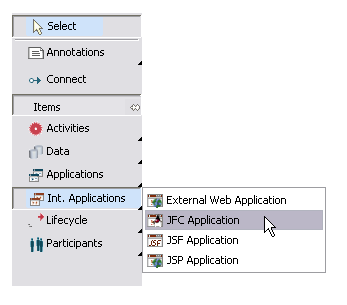 Select
Annotations
Connect
Items
Activities
Data
Applications
Int. Applications
External Web Application
JFC Application
Lifecycle
JSF Application
Participants
JSP Application